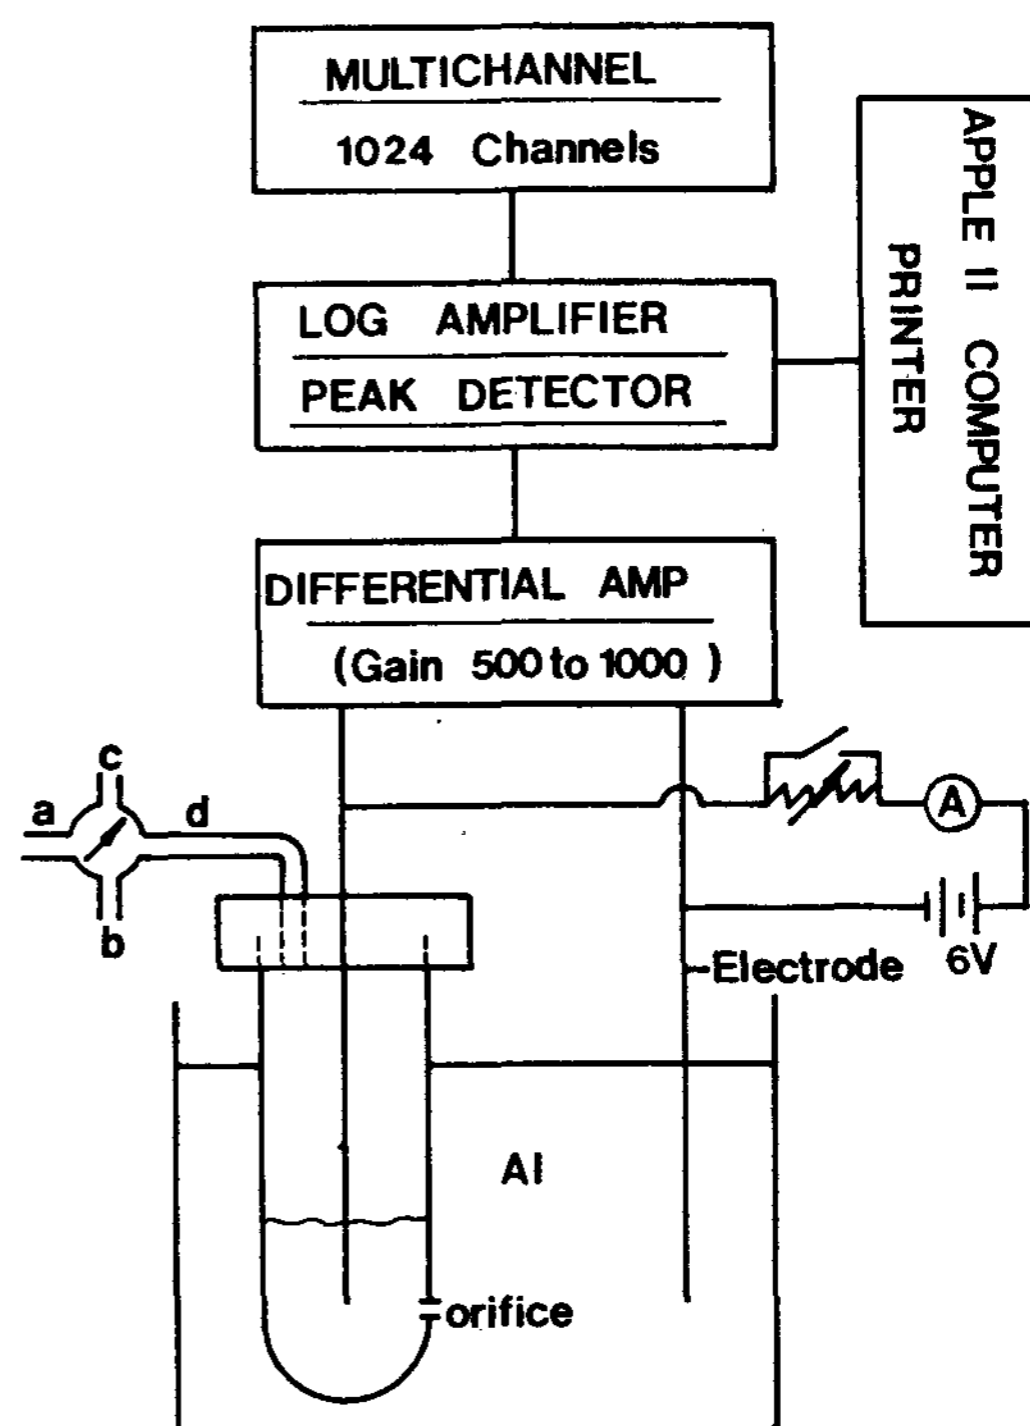 MULTICHANNEL
1024 Channels
LOG AMPLIFIER
PEAK DETECTOR
APPLE II COMPUTER
PRINTER
DIFFERENTIAL AMP
(Gain 500 to 1000)
c
a
d
b
A
6V
Electrode
Al
orifice